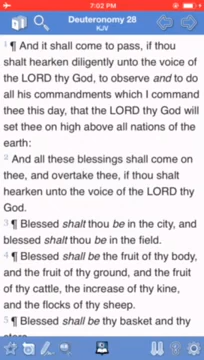 7:02 PM
Deuteronomy 28
KJV
1 ¶ And it shall come to pass, if thou
shalt hearken diligently unto the voice of
the LORD thy God, to observe and to do
all his commandments which I command
thee this day, that the LORD thy God will
set thee on high above all nations of the
earth:
2 And all these blessings shall come on
thee, and overtake thee, if thou shalt
hearken unto the voice of the LORD thy
God.
3 ¶ Blessed shalt thou be in the city, and
blessed shalt thou be in the field.
4 ¶ Blessed shall be the fruit of thy body,
and the fruit of thy ground, and the fruit
of thy cattle, the increase of thy kine,
and the flocks of thy sheep.
5 ¶ Blessed shall be thy basket and thy